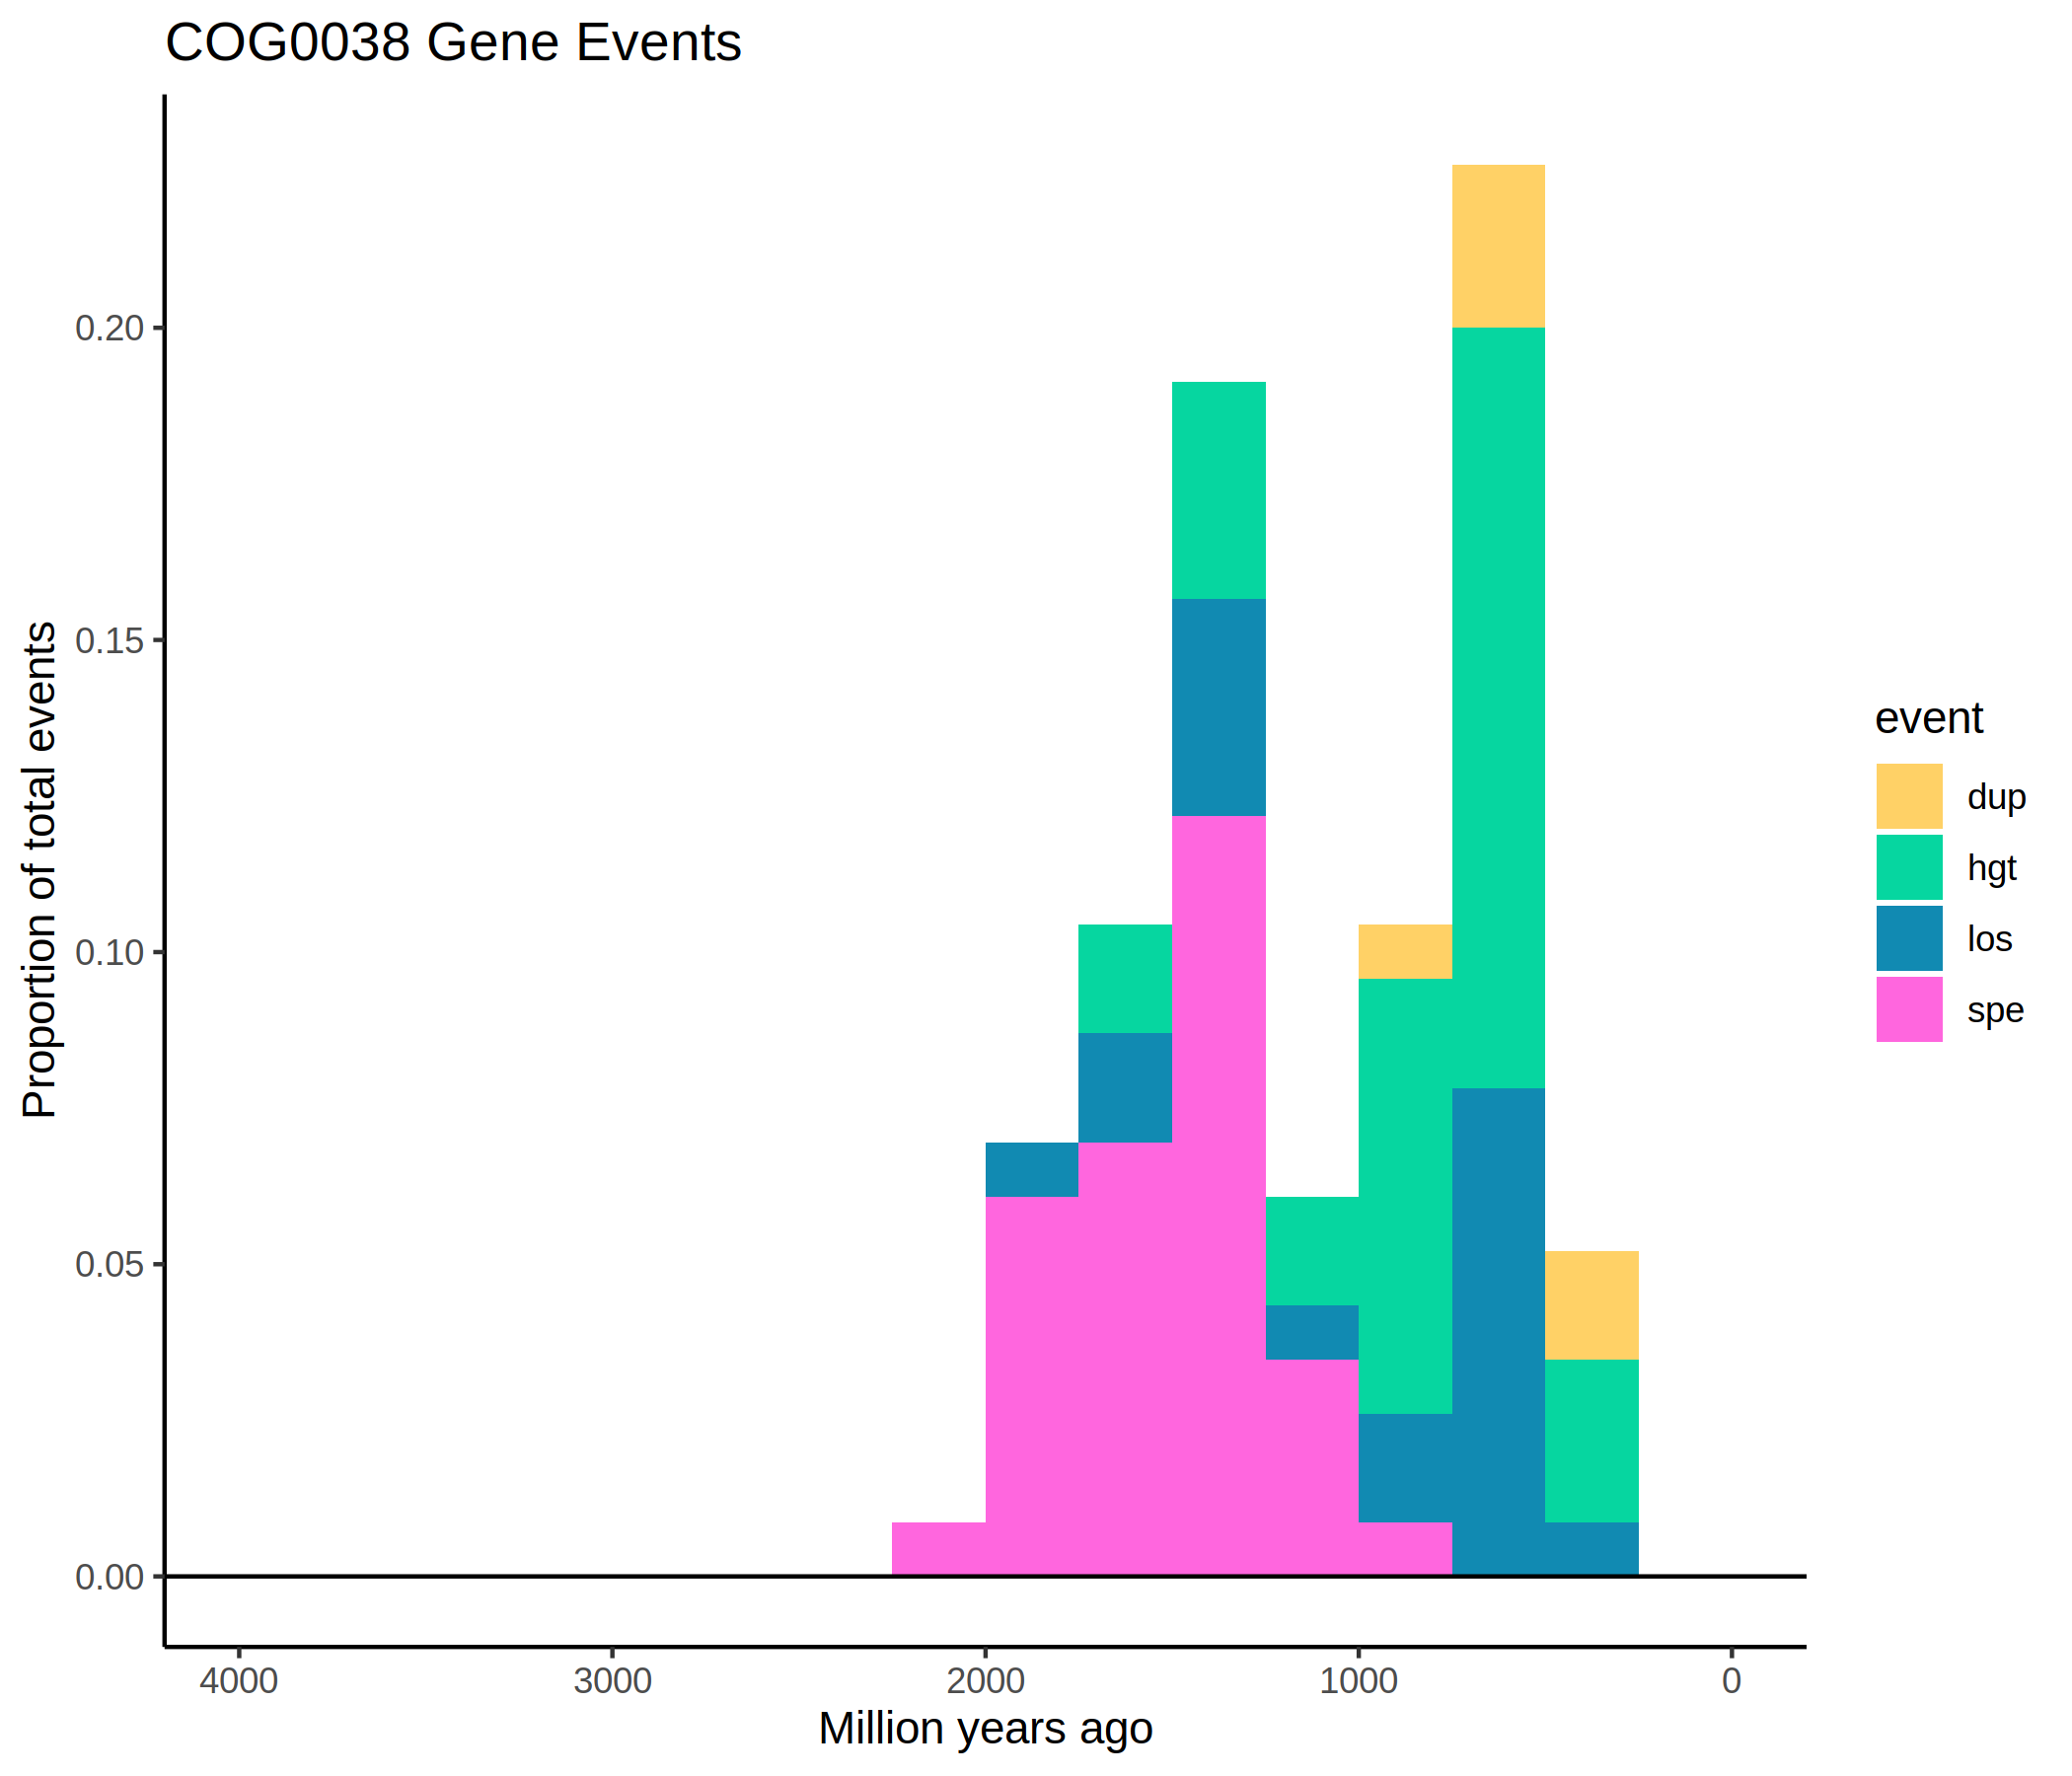 COG0038 Gene Events
Proportion of total events
0.20
0.15
0.10
0.05
0.00
4000 3000 2000 1000 0
Million years ago
event
dup
hgt
los
spe